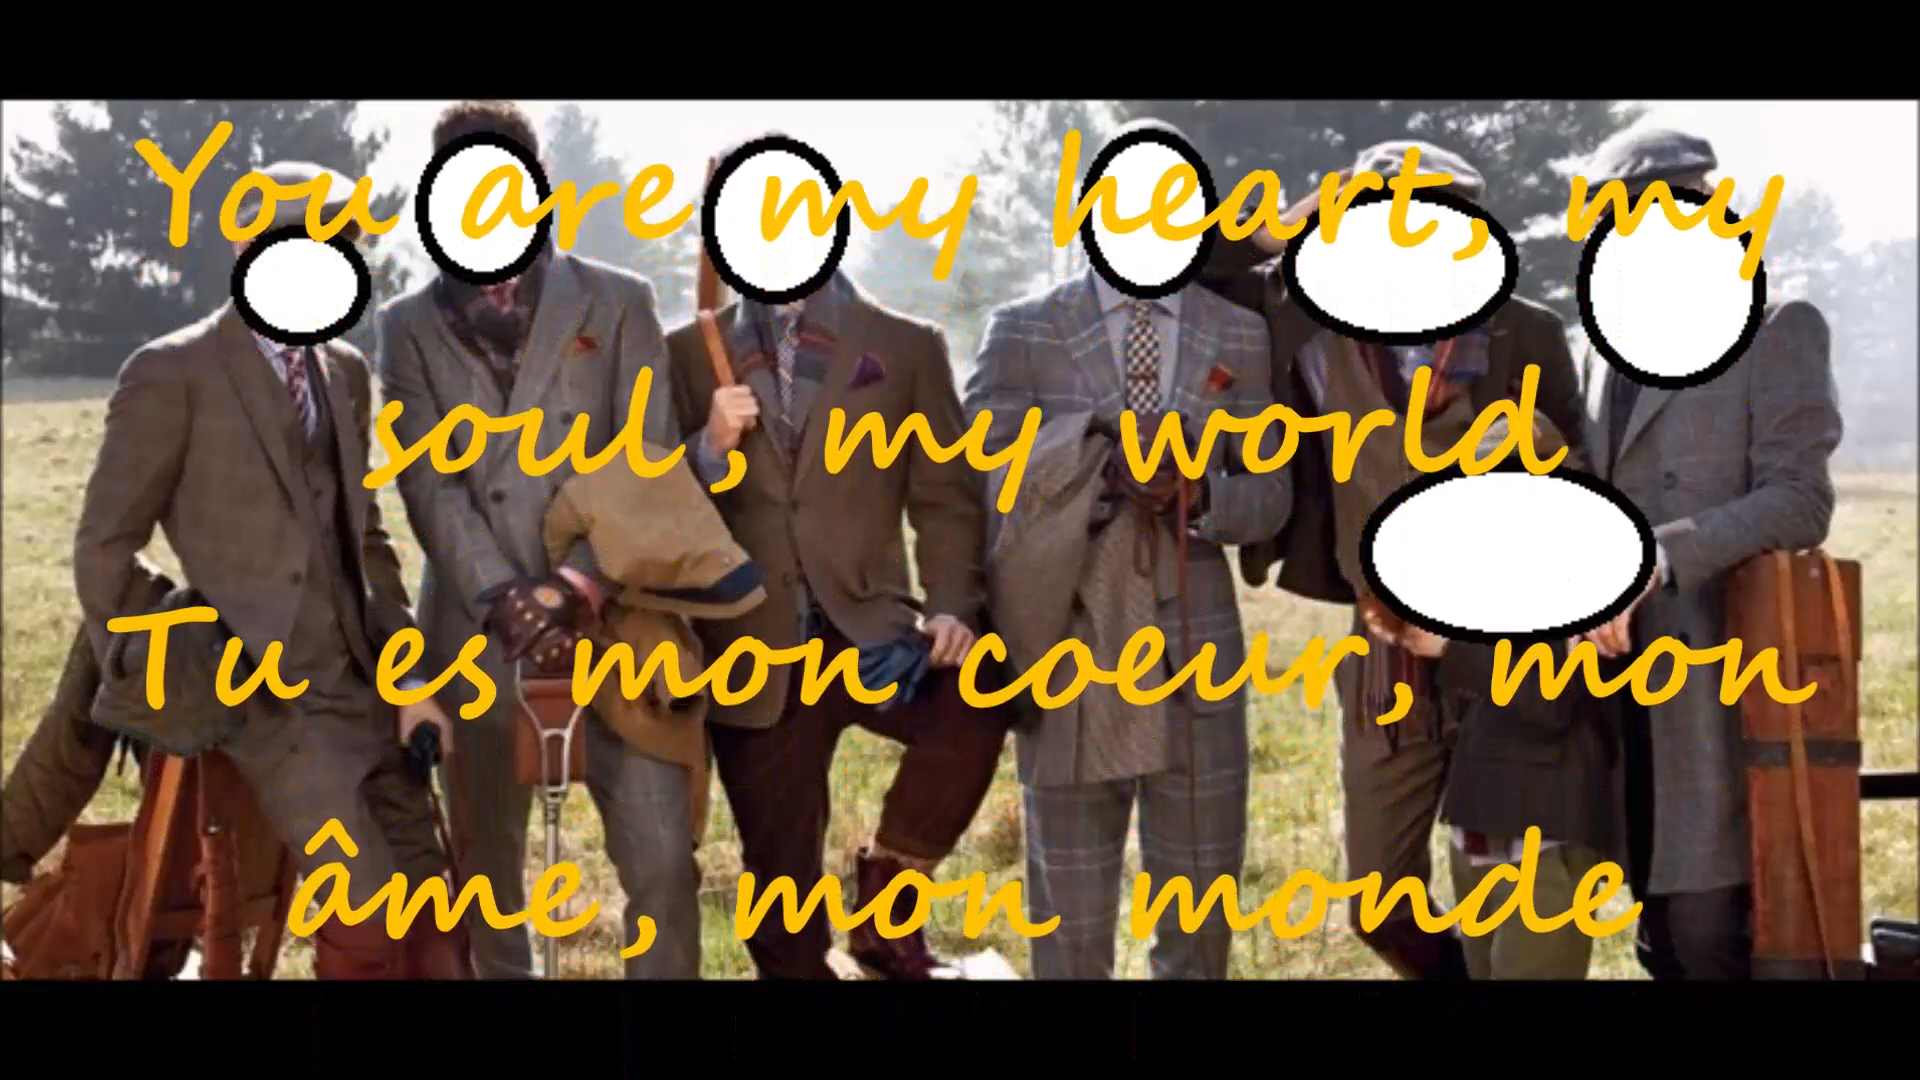 You are my heart, my
soul, my world
Tu es mon coeur, mon
âme, mon monde